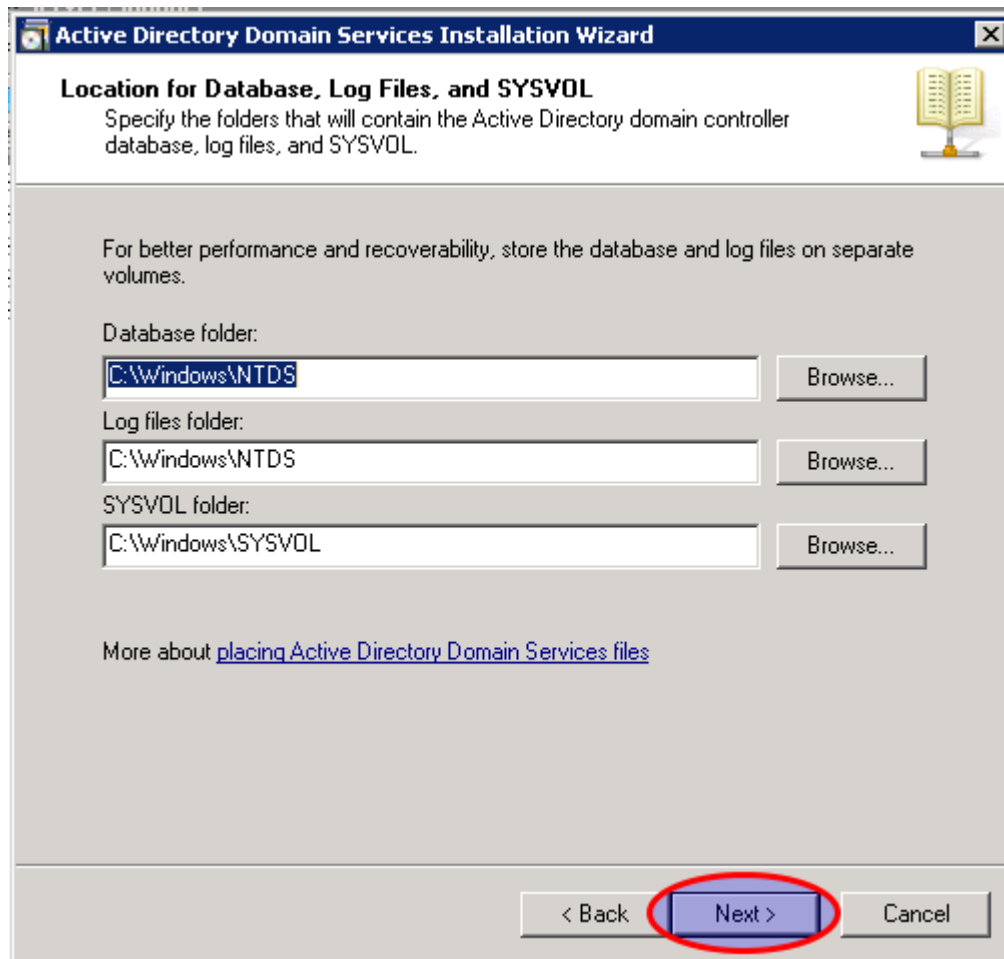 Active Directory Domain Services Installation Wizard
Location for Database, Log Files, and SYSVOL
Specify the folders that will contain the Active Directory domain controller
database, log files, and SYSVOL.
For better performance and recoverability, store the database and log files on separate
volumes.
Database folder:
C:\Windows\NTDS
Browse...
Log files folder:
C:\Windows\NTDS
Browse...
SYSVOL folder:
C:\Windows\SYSVOL
Browse...
More about placing Active Directory Domain Services files
< Back
Next >
Cancel